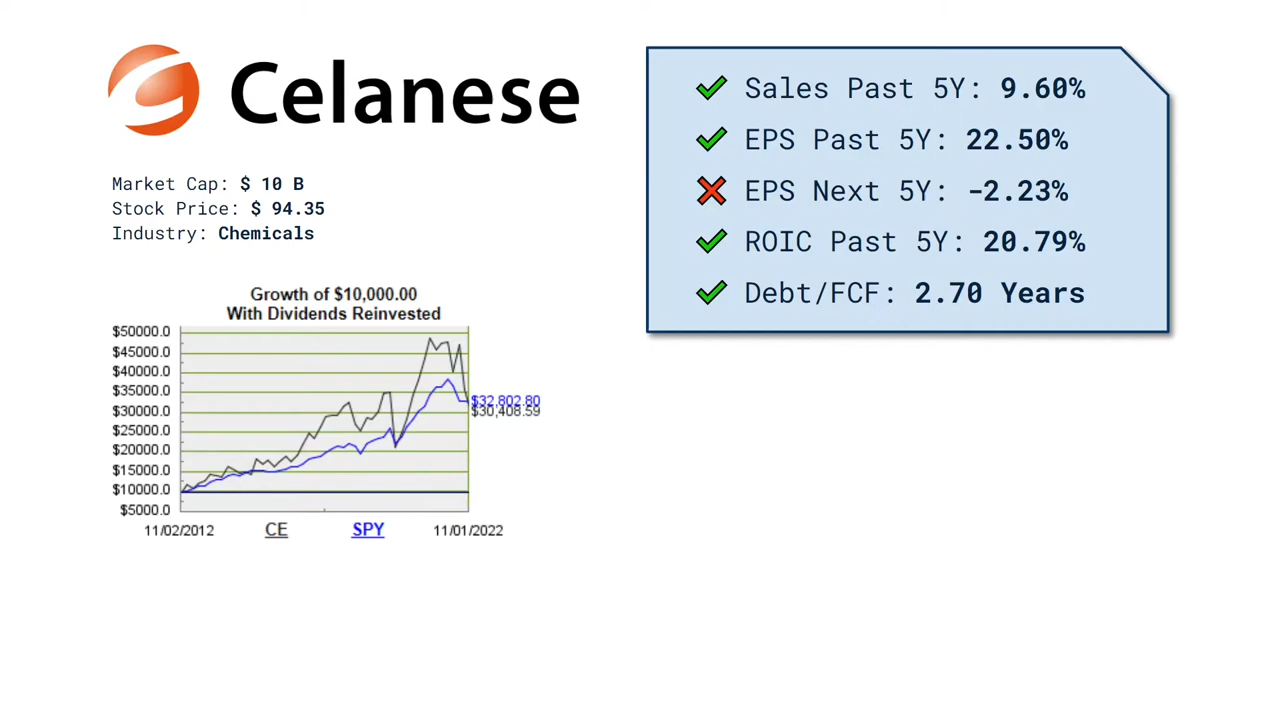 Celanese
Market Cap: $ 10 B
Stock Price: $ 94.35
Industry: Chemicals
Sales Past 5Y: 9.60%
EPS Past 5Y: 22.50%
EPS Next 5Y: -2.23%
ROIC Past 5Y: 20.79%
Debt/FCF: 2.70 Years
Growth of $10,000.00
With Dividends Reinvested
$50000.0
$45000.0
$40000.0
$35000.0
$30000.0
$25000.0
$20000.0
$15000.0
$10000.0
$5000.0
$32,802.80
$30,408.59
11/02/2012 CE SPY 11/01/2022